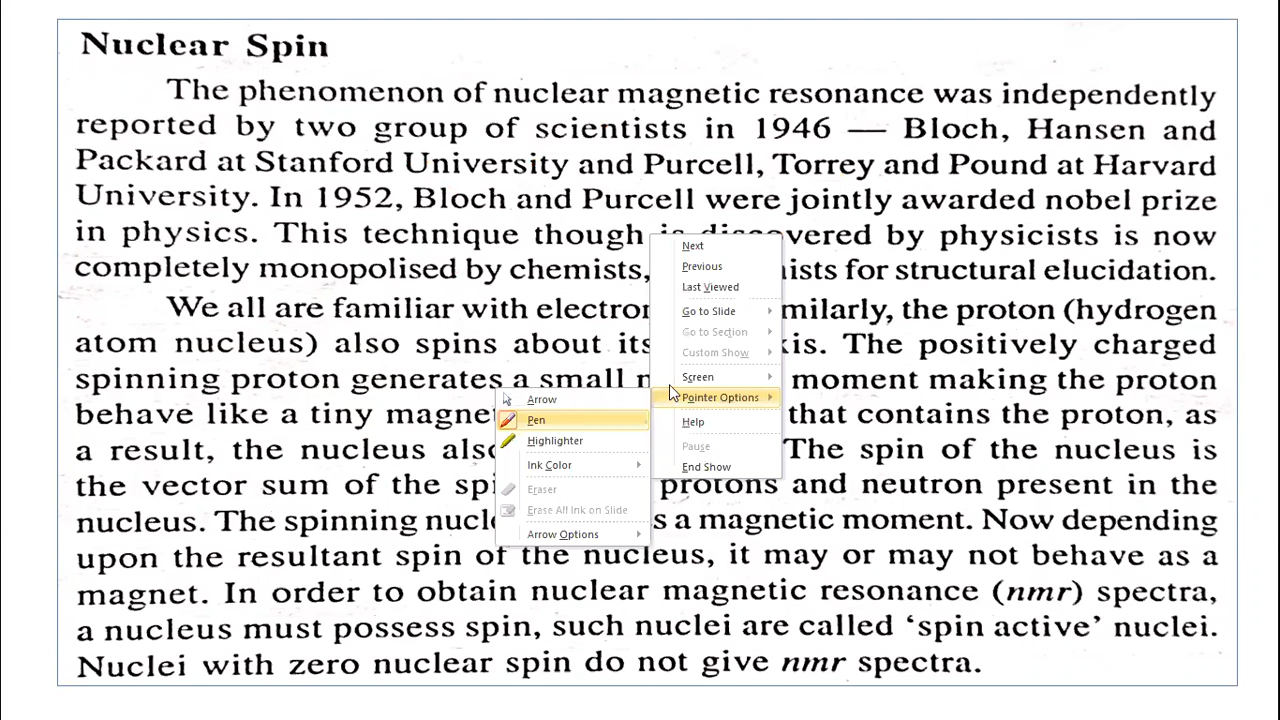 Nuclear Spin
The phenomenon of nuclear magnetic resonance was independently
reported by two group of scientists in 1946 — Bloch, Hansen and
Packard at Stanford University and Purcell, Torrey and Pound at Harvard
University. In 1952, Bloch and Purcell were jointly awarded nobel prize
in physics. This technique though is discovered by physicists is now
completely monopolised by chemists, for structural elucidation.
We all are familiar with the proton (hydrogen
atom nucleus) also spins about its The positively charged
spinning proton generates a small moment making the proton
behave like a tiny that contains the proton, as
a result, the nucleus The spin of the nucleus is
the vector sum of the protons and neutron present in the
nucleus. The spinning a magnetic moment. Now depending
upon the resultant spin of the nucleus, it may or may not behave as a
magnet. In order to obtain nuclear magnetic resonance (nmr) spectra,
a nucleus must possess spin, such nuclei are called ‘spin active’ nuclei.
Nuclei with zero nuclear spin do not give nmr spectra.
Next
Previous
Last Viewed
Go to Slide
Go to Section
Custom Show
Screen
Pointer Options
Help
Pause
End Show
Arrow
Pen
Highlighter
Ink Color
Eraser
Erase All Ink on Slide
Arrow Options